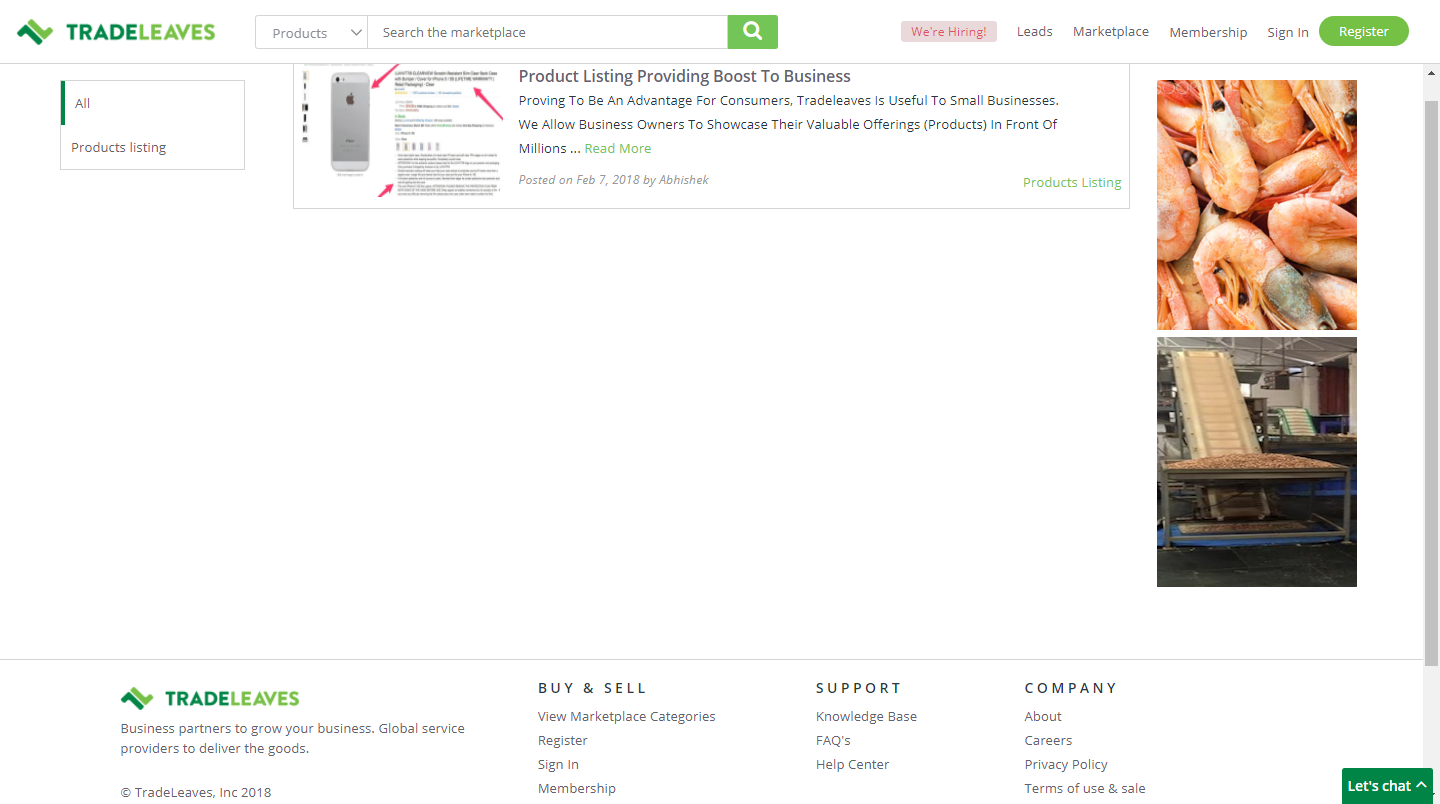 TRADELEAVES
Products
Search the marketplace
We're Hiring!
Leads
Marketplace
Membership
Sign In
Register
All
Products listing
Product Listing Providing Boost To Business
Proving To Be An Advantage For Consumers, Tradeleaves Is Useful To Small Businesses.
We Allow Business Owners To Showcase Their Valuable Offerings (Products) In Front Of
Millions ... Read More
Posted on Feb 7, 2018 by Abhishek
Products Listing
TRADELEAVES
Business partners to grow your business. Global service
providers to deliver the goods.
© TradeLeaves, Inc 2018
BUY & SELL
View Marketplace Categories
Register
Sign In
Membership
SUPPORT
Knowledge Base
FAQ's
Help Center
COMPANY
About
Careers
Privacy Policy
Terms of use & sale
Let's chat